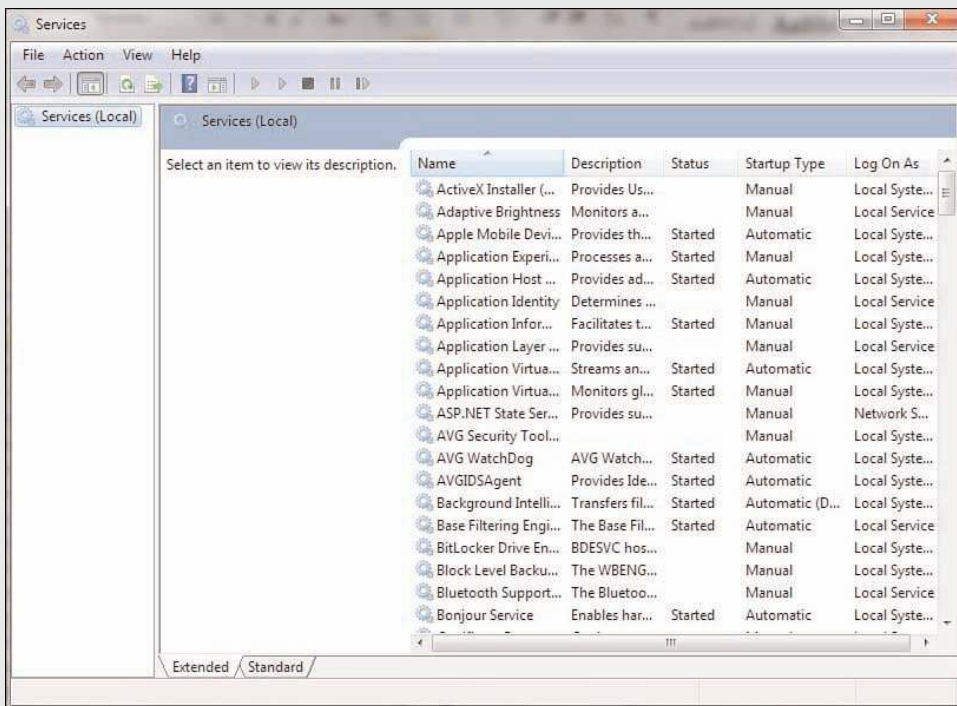 Services
File Action View Help
Services (Local)
Services (Local)
Select an item to view its description.
Name Description Status Startup Type Log On As
ActiveX Installer (... Provides Us... Manual Local Syste...
Adaptive Brightness Monitors a... Manual Local Service
Apple Mobile Devi... Provides th... Started Automatic Local Syste...
Application Experi... Processes a... Started Manual Local Syste...
Application Host ... Provides ad... Started Automatic Local Syste...
Application Identity Determines ... Manual Local Service
Application Infor... Facilitates t... Started Manual Local Syste...
Application Layer ... Provides su... Manual Local Service
Application Virtua... Streams an... Started Automatic Local Syste...
Application Virtua... Monitors gl... Started Manual Local Syste...
ASP.NET State Ser... Provides su... Manual Network S...
AVG Security Tool... Manual Local Syste...
AVG WatchDog AVG Watch... Started Automatic Local Syste...
AVGIDSAgent Provides Ide... Started Automatic Local Syste...
Background Intelli... Transfers fil... Started Automatic (D... Local Syste...
Base Filtering Engi... The Base Fil... Started Automatic Local Service
BitLocker Drive En... BDESVC hos... Manual Local Syste...
Block Level Backu... The WBENG... Manual Local Syste...
Bluetooth Support... The Bluetoo... Manual Local Service
Bonjour Service Enables har... Started Automatic Local Syste...
Extended Standard